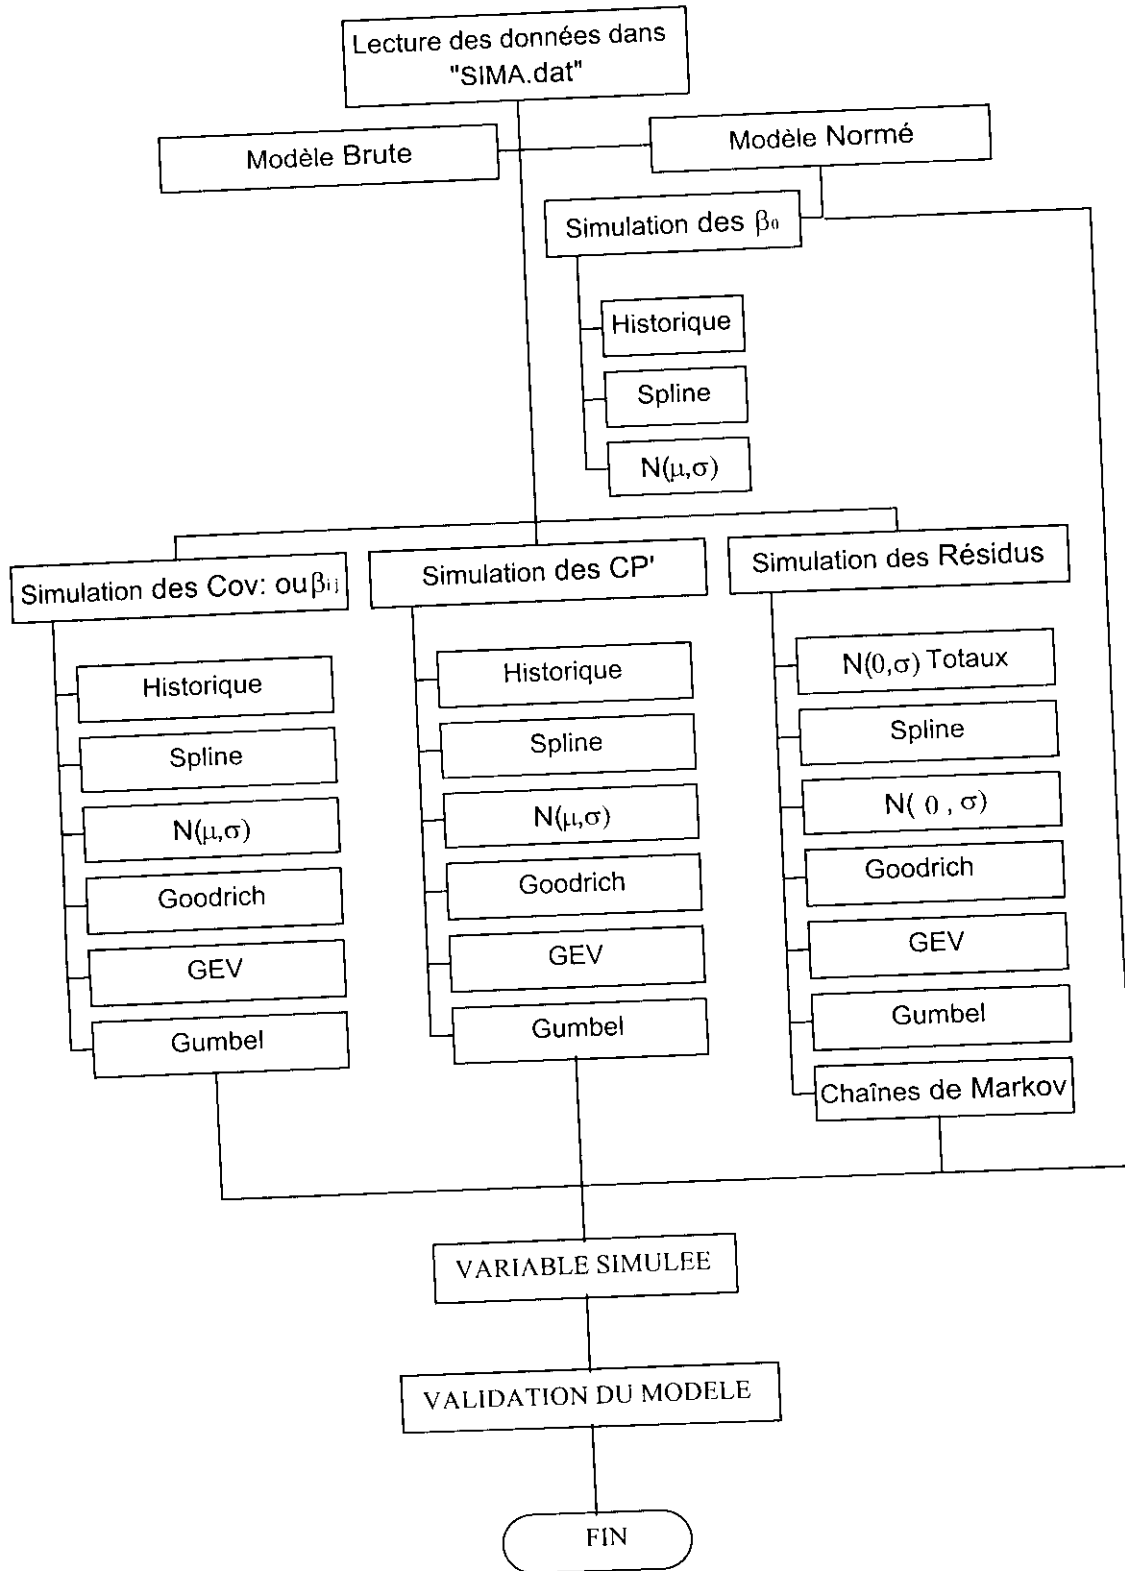 Lecture des données dans
"SIMA.dat"
Modèle Brute
Modèle Normé
Simulation des β₀
Historique
Spline
N(μ,σ)
Simulation des Cov: ou βij
Historique
Spline
N(μ,σ)
Goodrich
GEV
Gumbel
Simulation des CP'
Historique
Spline
N(μ,σ)
Goodrich
GEV
Gumbel
Simulation des Résidus
N(0,σ) Totaux
Spline
N( 0 , σ)
Goodrich
GEV
Gumbel
Chaînes de Markov
VARIABLE SIMULEE
VALIDATION DU MODELE
FIN